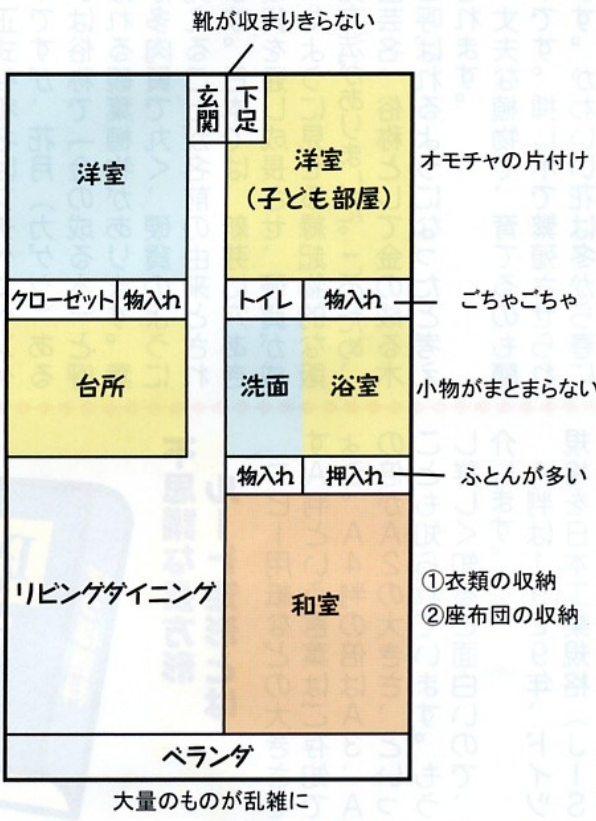 靴が収まりきらない
玄関
下足
洋室
洋室
(子ども部屋)
オモチャの片付け
クローゼット
物入れ
トイレ
物入れ
ごちゃごちゃ
台所
洗面
浴室
小物がまとまらない
物入れ
押入れ
ふとんが多い
リビングダイニング
和室
①衣類の収納
②座布団の収納
ベランダ
大量のものが乱雑に